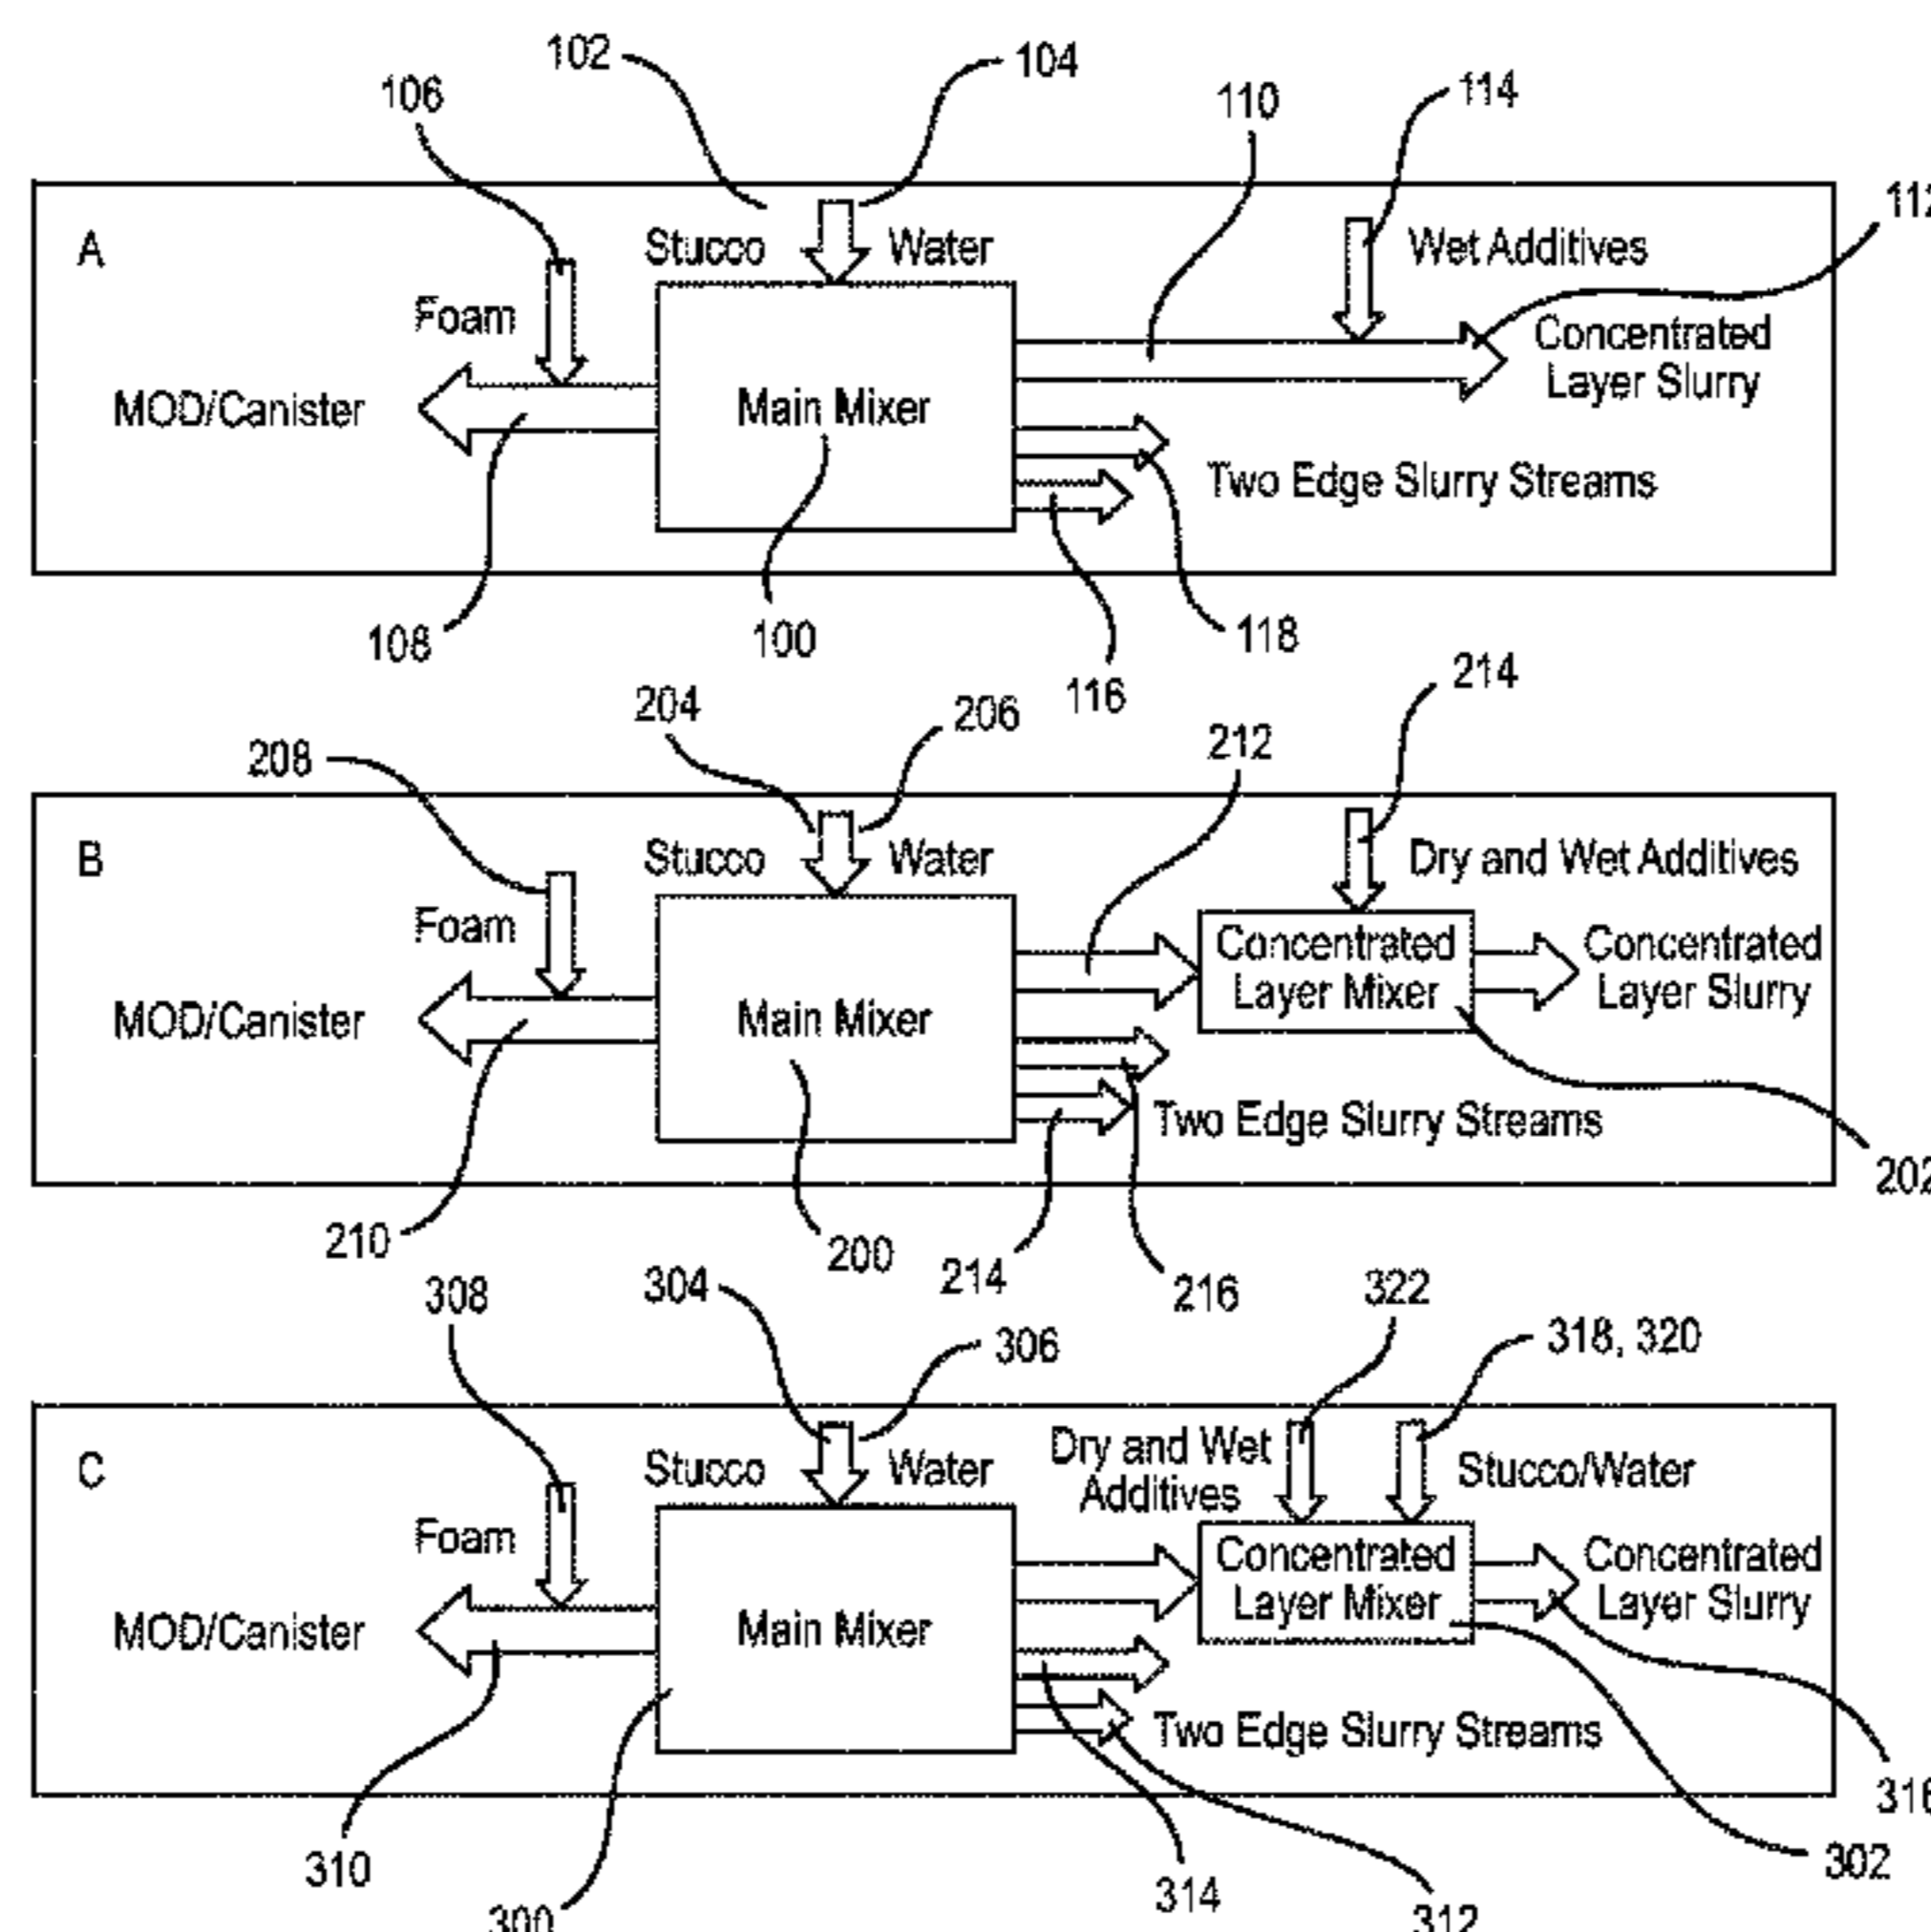 102
104
106
110
114
112
A
Stucco
Water
Wet Additives
Foam
Concentrated
Layer Slurry
MOD/Canister
Main Mixer
Two Edge Slurry Streams
108
100
118
116
214
204
206
212
208
B
Stucco
Water
Dry and Wet Additives
Foam
Concentrated
Layer Mixer
Concentrated
Layer Slurry
MOD/Canister
Main Mixer
Two Edge Slurry Streams
202
210
200
214
216
308
304
306
322
318, 320
C
Stucco
Water
Dry and Wet
Additives
Stucco/Water
Foam
Concentrated
Layer Mixer
Concentrated
Layer Slurry
MOD/Canister
Main Mixer
Two Edge Slurry Streams
316
310
302
314
300
312